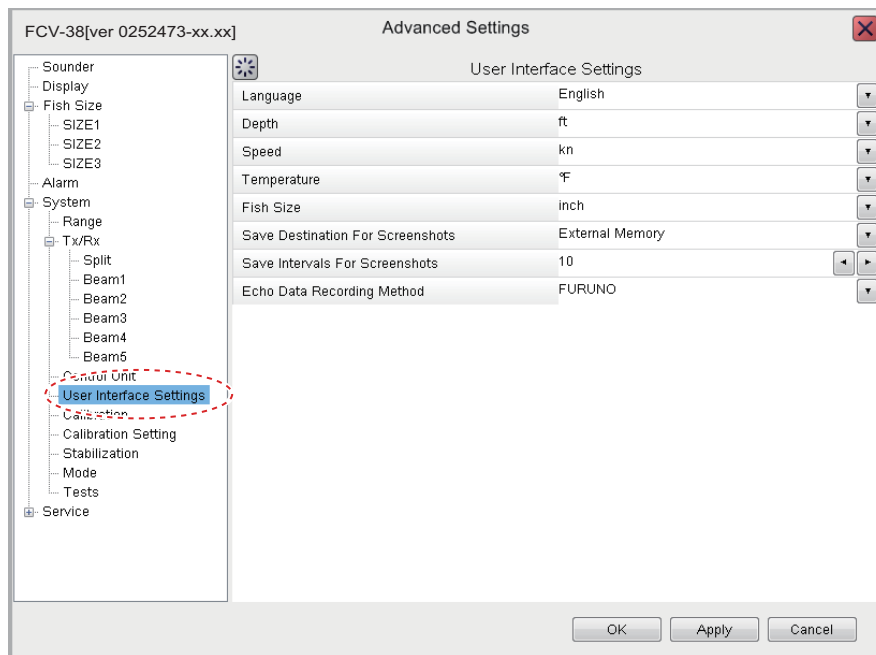 FCV-38[ver 0252473-xx.xx]
Advanced Settings
Sounder
Display
Fish Size
SIZE1
SIZE2
SIZE3
Alarm
System
Range
Tx/Rx
Split
Beam1
Beam2
Beam3
Beam4
Beam5
Control Unit
User Interface Settings
Calibration
Calibration Setting
Stabilization
Mode
Tests
Service
User Interface Settings
Language English
Depth ft
Speed kn
Temperature °F
Fish Size inch
Save Destination For Screenshots External Memory
Save Intervals For Screenshots 10
Echo Data Recording Method FURUNO
OK Apply Cancel